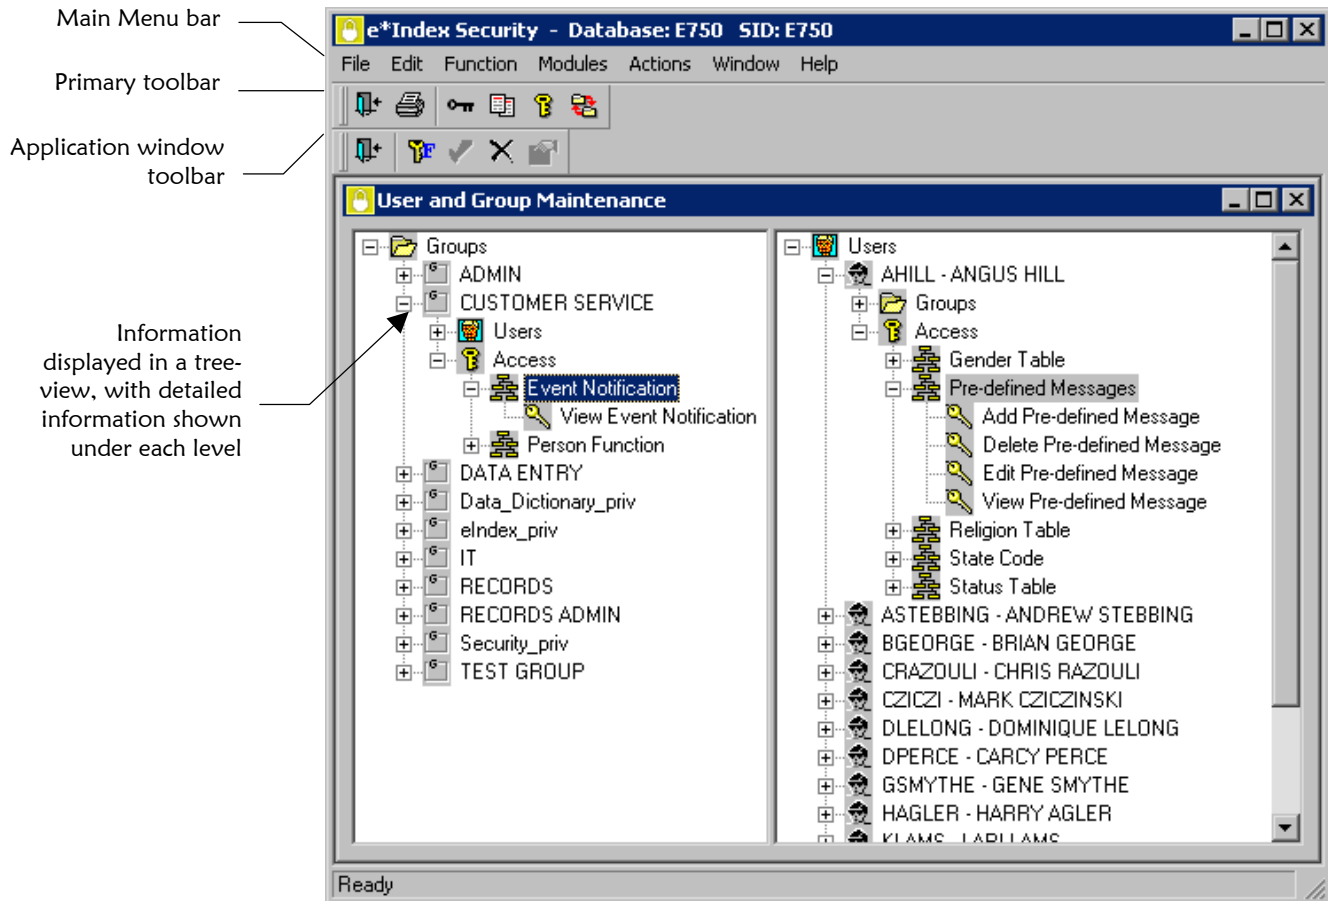 Main Menu bar
Primary toolbar
Application window
toolbar
Information
displayed in a tree-
view, with detailed
information shown
under each level
e*Index Security - Database: E750 SID: E750
File Edit Function Modules Actions Window Help
User and Group Maintenance
Groups
ADMIN
CUSTOMER SERVICE
Users
Access
Event Notification
View Event Notification
Person Function
DATA ENTRY
Data_Dictionary_priv
eIndex_priv
IT
RECORDS
RECORDS ADMIN
Security_priv
TEST GROUP
Users
AHILL - ANGUS HILL
Groups
Access
Gender Table
Pre-defined Messages
Add Pre-defined Message
Delete Pre-defined Message
Edit Pre-defined Message
View Pre-defined Message
Religion Table
State Code
Status Table
ASTEBBING - ANDREW STEBBING
BGEORGE - BRIAN GEORGE
CRAZOULI - CHRIS RAZOULI
CZICZI - MARK CZICZINSKI
DLELONG - DOMINIQUE LELONG
DPERCE - CARCY PERCE
GSMYTHE - GENE SMYTHE
HAGLER - HARRY AGLER
Ready